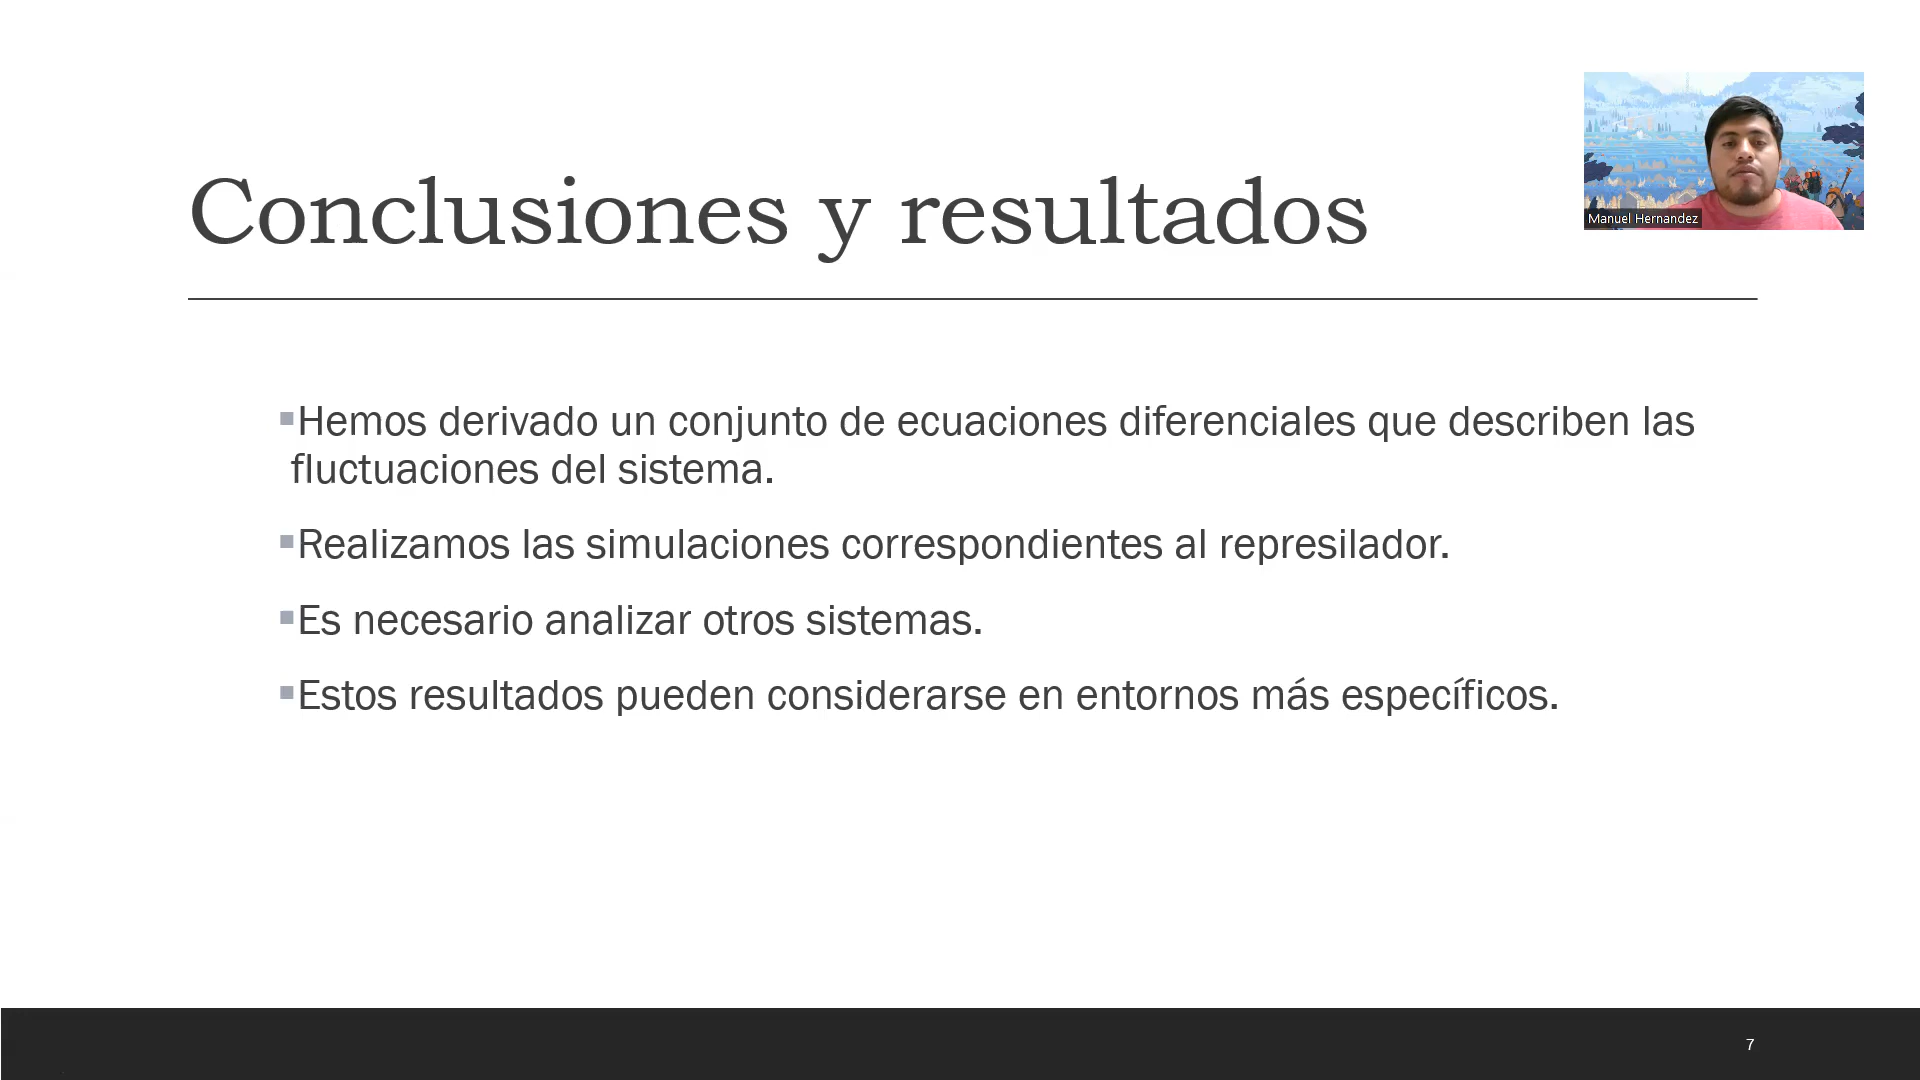 Conclusiones y resultados
Manuel Hernandez
▪Hemos derivado un conjunto de ecuaciones diferenciales que describen las
fluctuaciones del sistema.
▪Realizamos las simulaciones correspondientes al represilador.
▪Es necesario analizar otros sistemas.
▪Estos resultados pueden considerarse en entornos más específicos.
7